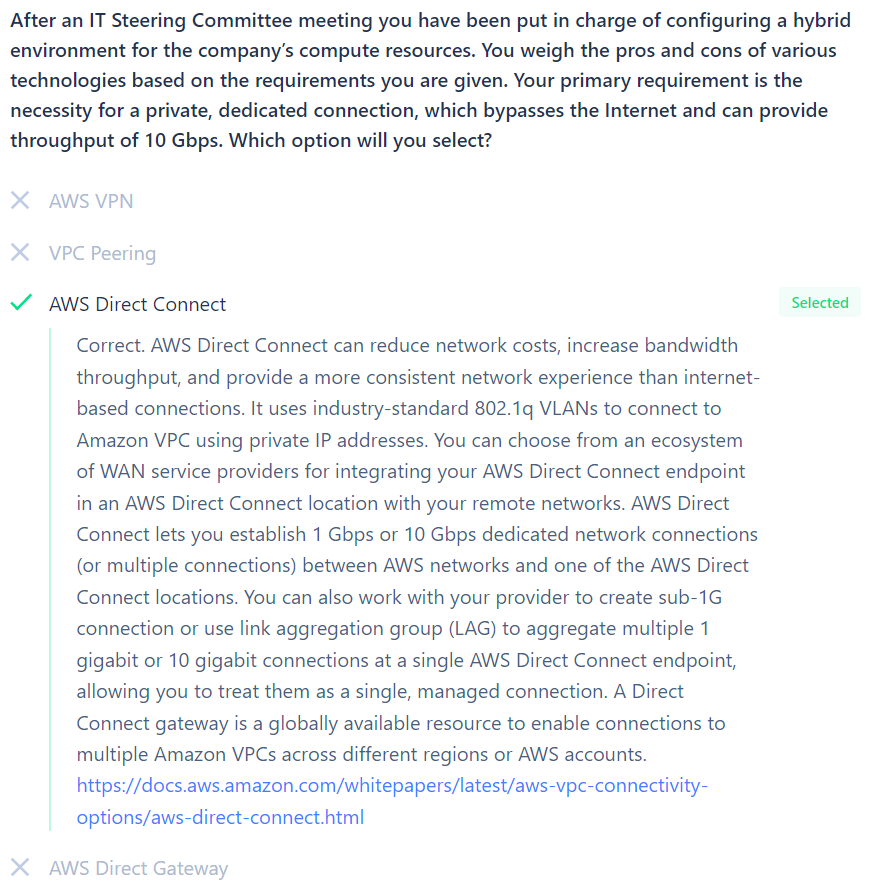 After an IT Steering Committee meeting you have been put in charge of configuring a hybrid
environment for the company’s compute resources. You weigh the pros and cons of various
technologies based on the requirements you are given. Your primary requirement is the
necessity for a private, dedicated connection, which bypasses the Internet and can provide
throughput of 10 Gbps. Which option will you select?
AWS VPN
VPC Peering
AWS Direct Connect
Selected
Correct. AWS Direct Connect can reduce network costs, increase bandwidth
throughput, and provide a more consistent network experience than internet-
based connections. It uses industry-standard 802.1q VLANs to connect to
Amazon VPC using private IP addresses. You can choose from an ecosystem
of WAN service providers for integrating your AWS Direct Connect endpoint
in an AWS Direct Connect location with your remote networks. AWS Direct
Connect lets you establish 1 Gbps or 10 Gbps dedicated network connections
(or multiple connections) between AWS networks and one of the AWS Direct
Connect locations. You can also work with your provider to create sub-1G
connection or use link aggregation group (LAG) to aggregate multiple 1
gigabit or 10 gigabit connections at a single AWS Direct Connect endpoint,
allowing you to treat them as a single, managed connection. A Direct
Connect gateway is a globally available resource to enable connections to
multiple Amazon VPCs across different regions or AWS accounts.
https://docs.aws.amazon.com/whitepapers/latest/aws-vpc-connectivity-
options/aws-direct-connect.html
AWS Direct Gateway